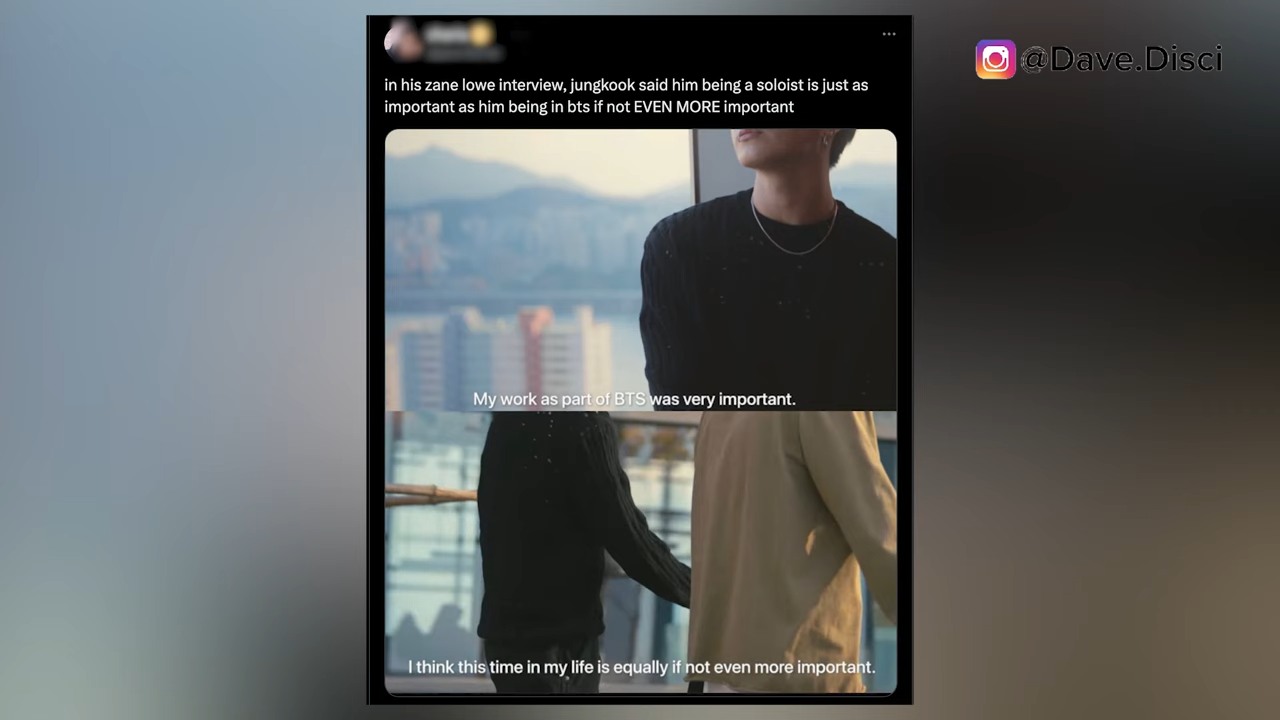 @Dave.Disci
in his zane lowe interview, jungkook said him being a soloist is just as
important as him being in bts if not EVEN MORE important
My work as part of BTS was very important.
I think this time in my life is equally if not even more important.